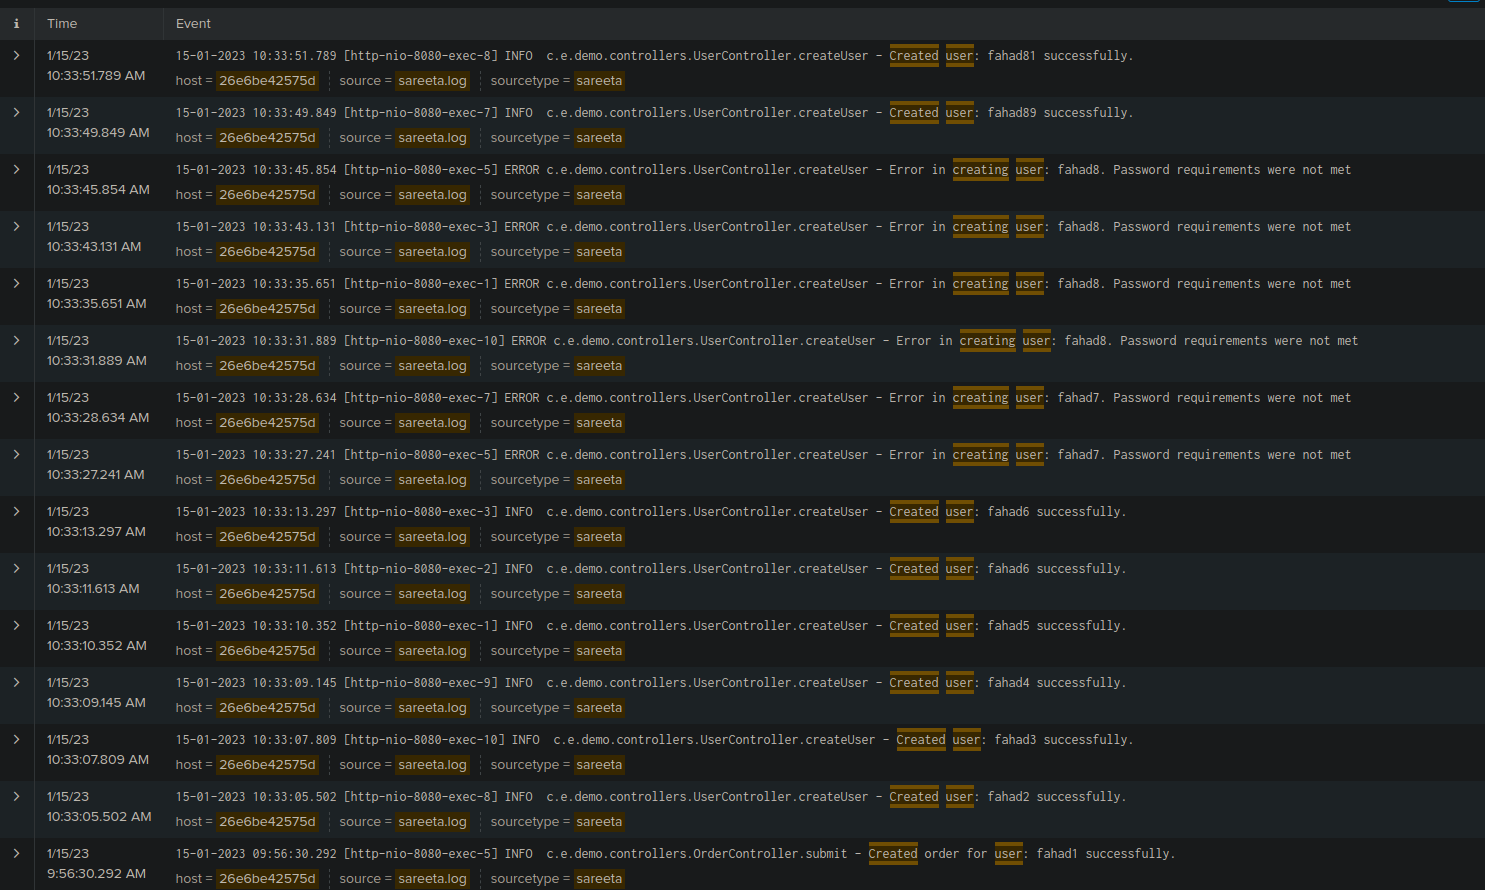 i Time Event
1/15/23 15-01-2023 10:33:51.789 [http-nio-8080-exec-8] INFO c.e.demo.controllers.UserController.createUser - Created user: fahad81 successfully.
10:33:51.789 AM host = 26e6be42575d source = sareeta.log sourcetype = sareeta
1/15/23 15-01-2023 10:33:49.849 [http-nio-8080-exec-7] INFO c.e.demo.controllers.UserController.createUser - Created user: fahad89 successfully.
10:33:49.849 AM host = 26e6be42575d source = sareeta.log sourcetype = sareeta
1/15/23 15-01-2023 10:33:45.854 [http-nio-8080-exec-5] ERROR c.e.demo.controllers.UserController.createUser - Error in creating user: fahad8. Password requirements were not met
10:33:45.854 AM host = 26e6be42575d source = sareeta.log sourcetype = sareeta
1/15/23 15-01-2023 10:33:43.131 [http-nio-8080-exec-3] ERROR c.e.demo.controllers.UserController.createUser - Error in creating user: fahad8. Password requirements were not met
10:33:43.131 AM host = 26e6be42575d source = sareeta.log sourcetype = sareeta
1/15/23 15-01-2023 10:33:35.651 [http-nio-8080-exec-1] ERROR c.e.demo.controllers.UserController.createUser - Error in creating user: fahad8. Password requirements were not met
10:33:35.651 AM host = 26e6be42575d source = sareeta.log sourcetype = sareeta
1/15/23 15-01-2023 10:33:31.889 [http-nio-8080-exec-10] ERROR c.e.demo.controllers.UserController.createUser - Error in creating user: fahad8. Password requirements were not met
10:33:31.889 AM host = 26e6be42575d source = sareeta.log sourcetype = sareeta
1/15/23 15-01-2023 10:33:28.634 [http-nio-8080-exec-7] ERROR c.e.demo.controllers.UserController.createUser - Error in creating user: fahad7. Password requirements were not met
10:33:28.634 AM host = 26e6be42575d source = sareeta.log sourcetype = sareeta
1/15/23 15-01-2023 10:33:27.241 [http-nio-8080-exec-5] ERROR c.e.demo.controllers.UserController.createUser - Error in creating user: fahad7. Password requirements were not met
10:33:27.241 AM host = 26e6be42575d source = sareeta.log sourcetype = sareeta
1/15/23 15-01-2023 10:33:13.297 [http-nio-8080-exec-3] INFO c.e.demo.controllers.UserController.createUser - Created user: fahad6 successfully.
10:33:13.297 AM host = 26e6be42575d source = sareeta.log sourcetype = sareeta
1/15/23 15-01-2023 10:33:11.613 [http-nio-8080-exec-2] INFO c.e.demo.controllers.UserController.createUser - Created user: fahad6 successfully.
10:33:11.613 AM host = 26e6be42575d source = sareeta.log sourcetype = sareeta
1/15/23 15-01-2023 10:33:10.352 [http-nio-8080-exec-1] INFO c.e.demo.controllers.UserController.createUser - Created user: fahad5 successfully.
10:33:10.352 AM host = 26e6be42575d source = sareeta.log sourcetype = sareeta
1/15/23 15-01-2023 10:33:09.145 [http-nio-8080-exec-9] INFO c.e.demo.controllers.UserController.createUser - Created user: fahad4 successfully.
10:33:09.145 AM host = 26e6be42575d source = sareeta.log sourcetype = sareeta
1/15/23 15-01-2023 10:33:07.809 [http-nio-8080-exec-10] INFO c.e.demo.controllers.UserController.createUser - Created user: fahad3 successfully.
10:33:07.809 AM host = 26e6be42575d source = sareeta.log sourcetype = sareeta
1/15/23 15-01-2023 10:33:05.502 [http-nio-8080-exec-8] INFO c.e.demo.controllers.UserController.createUser - Created user: fahad2 successfully.
10:33:05.502 AM host = 26e6be42575d source = sareeta.log sourcetype = sareeta
1/15/23 15-01-2023 09:56:30.292 [http-nio-8080-exec-5] INFO c.e.demo.controllers.OrderController.submit - Created order for user: fahad1 successfully.
9:56:30.292 AM host = 26e6be42575d source = sareeta.log sourcetype = sareeta